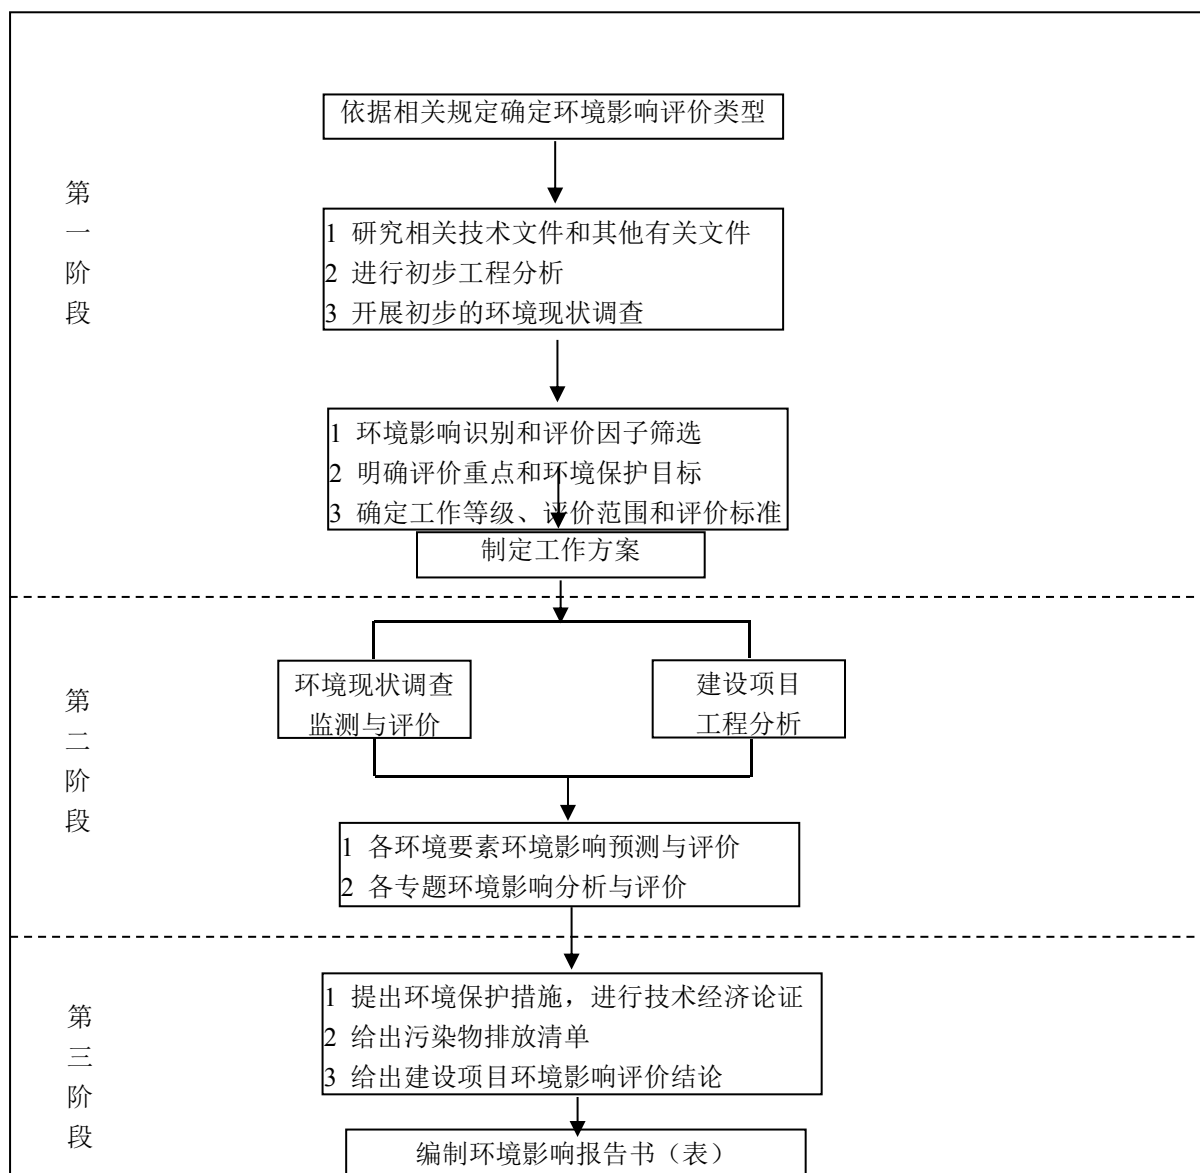 依据相关规定确定环境影响评价类型
第一阶段
1 研究相关技术文件和其他有关文件
2 进行初步工程分析
3 开展初步的环境现状调查
1 环境影响识别和评价因子筛选
2 明确评价重点和环境保护目标
3 确定工作等级、评价范围和评价标准
制定工作方案
第二阶段
环境现状调查
监测与评价
建设项目
工程分析
1 各环境要素环境影响预测与评价
2 各专题环境影响分析与评价
第三阶段
1 提出环境保护措施，进行技术经济论证
2 给出污染物排放清单
3 给出建设项目环境影响评价结论
编制环境影响报告书（表）